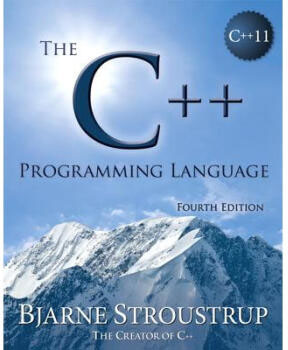 C++11
The
C++
Programming Language
Fourth Edition
Bjarne Stroustrup
The Creator of C++